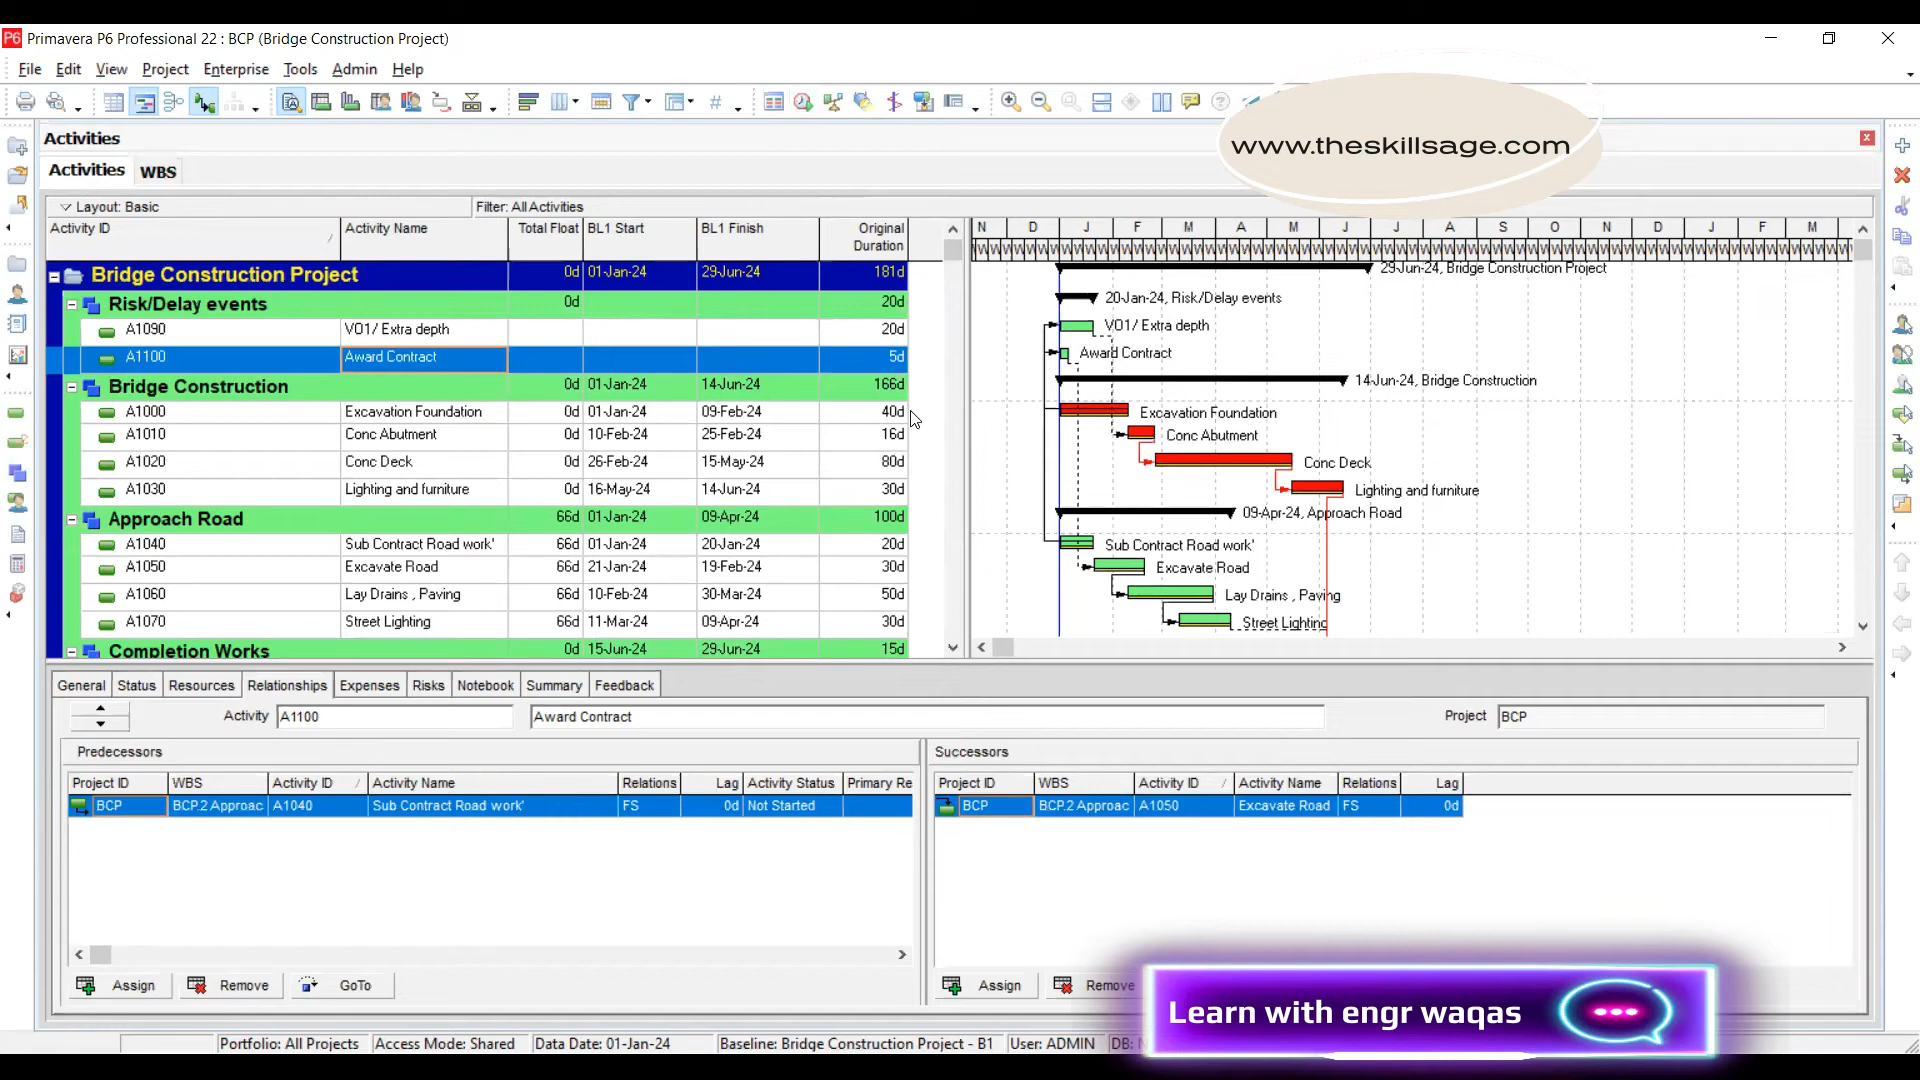 Primavera P6 Professional 22 : BCP (Bridge Construction Project)
File Edit View Project Enterprise Tools Admin Help
www.theskillsage.com
Activities
Activities WBS
Layout: Basic Filter: All Activities
Activity ID Activity Name Total Float BL1 Start BL1 Finish Original Duration N D J F M A M J J A S O N D J F M
Bridge Construction Project 0d 01-Jan-24 29-Jun-24 181d 29-Jun-24, Bridge Construction Project
Risk/Delay events 0d 20d 20-Jan-24, Risk/Delay events
A1090 VO1/ Extra depth 20d VO1/ Extra depth
A1100 Award Contract 5d Award Contract
Bridge Construction 0d 01-Jan-24 14-Jun-24 166d 14-Jun-24, Bridge Construction
A1000 Excavation Foundation 0d 01-Jan-24 09-Feb-24 40d Excavation Foundation
A1010 Conc Abutment 0d 10-Feb-24 25-Feb-24 16d Conc Abutment
A1020 Conc Deck 0d 26-Feb-24 15-May-24 80d Conc Deck
A1030 Lighting and furniture 0d 16-May-24 14-Jun-24 30d Lighting and furniture
Approach Road 66d 01-Jan-24 09-Apr-24 100d 09-Apr-24, Approach Road
A1040 Sub Contract Road work' 66d 01-Jan-24 20-Jan-24 20d Sub Contract Road work'
A1050 Excavate Road 66d 21-Jan-24 19-Feb-24 30d Excavate Road
A1060 Lay Drains , Paving 66d 10-Feb-24 30-Mar-24 50d Lay Drains , Paving
A1070 Street Lighting 66d 11-Mar-24 09-Apr-24 30d Street Lighting
Completion Works 0d 15-Jun-24 29-Jun-24 15d
General Status Resources Relationships Expenses Risks Notebook Summary Feedback
Activity A1100 Award Contract Project BCP
Predecessors Successors
Project ID WBS Activity ID Activity Name Relations Lag Activity Status Primary Re Project ID WBS Activity ID Activity Name Relations Lag
BCP BCP.2 Approac A1040 Sub Contract Road work' FS 0d Not Started BCP BCP.2 Approac A1050 Excavate Road FS 0d
Assign Remove GoTo Assign Remove
Learn with engr waqas
Portfolio: All Projects Access Mode: Shared Data Date: 01-Jan-24 Baseline: Bridge Construction Project - B1 User: ADMIN